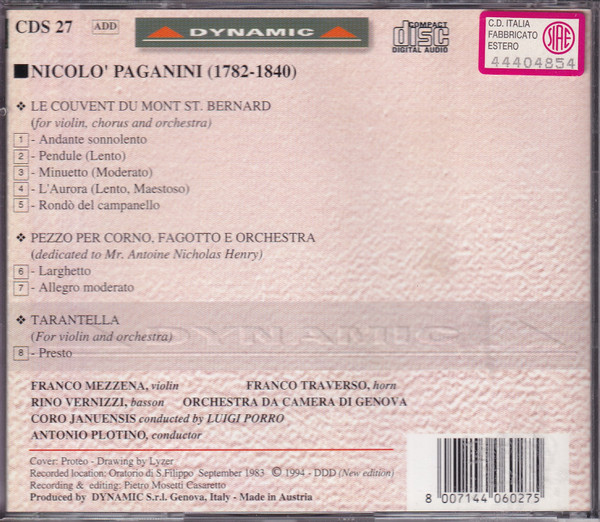 CDS 27 ADD DYNAMIC COMPACT disc DIGITAL AUDIO
C.D. ITALIA
FABBRICATO
ESTERO
SIAE
44404854
NICOLO' PAGANINI (1782-1840)
❖ LE COUVENT DU MONT ST. BERNARD
(for violin, chorus and orchestra)
1 - Andante sonnolento
2 - Pendule (Lento)
3 - Minuetto (Moderato)
4 - L'Aurora (Lento, Maestoso)
5 - Rondò del campanello
❖ PEZZO PER CORNO, FAGOTTO E ORCHESTRA
(dedicated to Mr. Antoine Nicholas Henry)
6 - Larghetto
7 - Allegro moderato
❖ TARANTELLA
(For violin and orchestra)
DYNAMIC
8 - Presto
FRANCO MEZZENA, violin FRANCO TRAVERSO, horn
RINO VERNIZZI, basson ORCHESTRA DA CAMERA DI GENOVA
CORO JANUENSIS conducted by LUIGI PORRO
ANTONIO PLOTINO, conductor
Cover: Proteo - Drawing by Lyzer
Recorded location: Oratorio di S.Filippo September 1983 © 1994 - DDD (New edition)
Recording & editing: Pietro Mosetti Casaretto
Produced by DYNAMIC S.r.l. Genova, Italy - Made in Austria
8 007144 060275